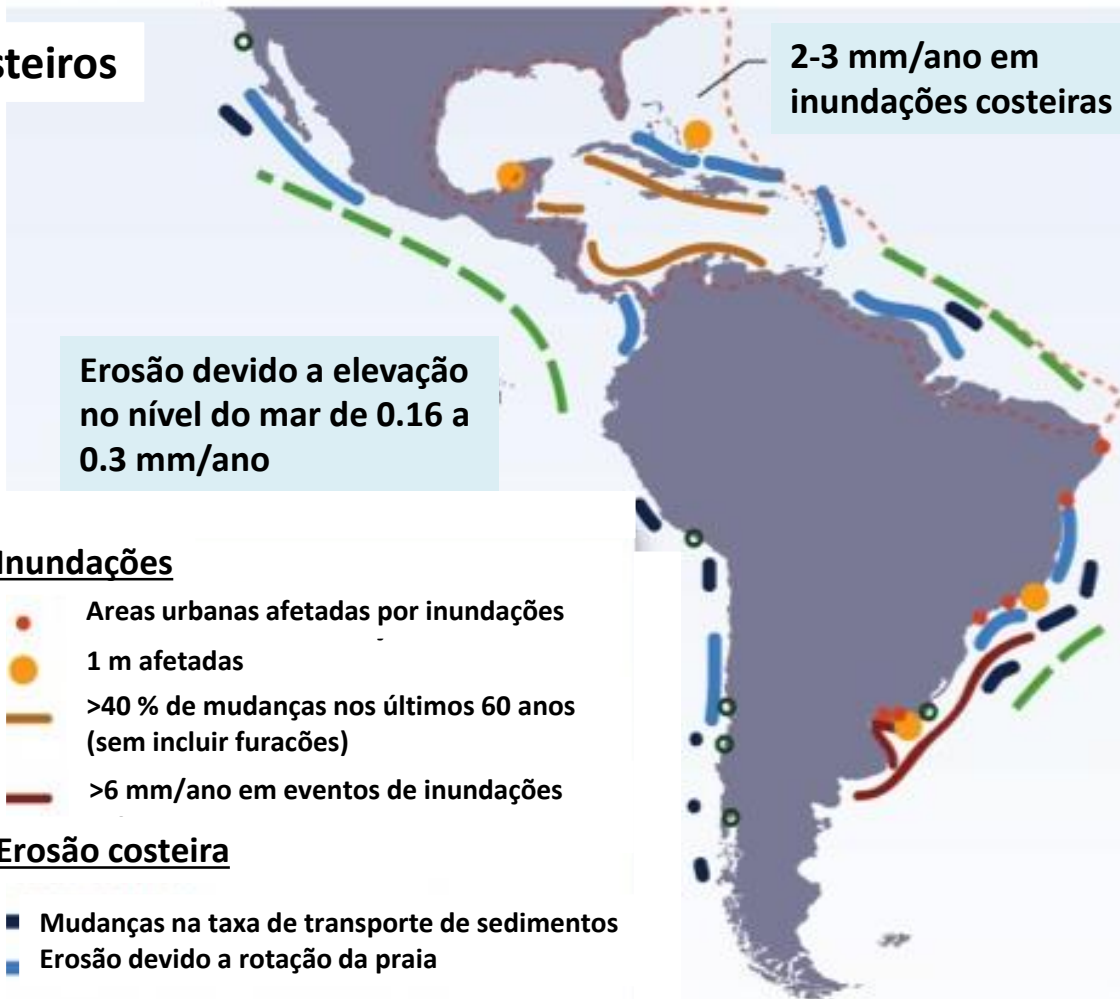 steiros
2-3 mm/ano em
inundações costeiras
Erosão devido a elevação
no nível do mar de 0.16 a
0.3 mm/ano
Inundações
Areas urbanas afetadas por inundações
1 m afetadas
>40 % de mudanças nos últimos 60 anos
(sem incluir furacões)
>6 mm/ano em eventos de inundações
Erosão costeira
Mudanças na taxa de transporte de sedimentos
Erosão devido a rotação da praia